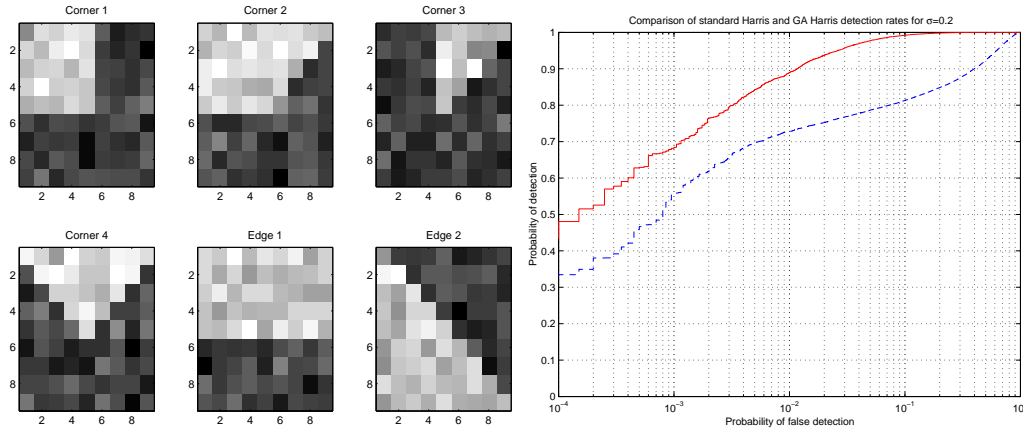 Corner 1
Corner 2
Corner 3
2
4
6
8
2 4 6 8
2
4
6
8
2 4 6 8
2
4
6
8
2 4 6 8
Corner 4
Edge 1
Edge 2
2
4
6
8
2 4 6 8
2
4
6
8
2 4 6 8
2
4
6
8
2 4 6 8
Comparison of standard Harris and GA Harris detection rates for σ=0.2
1
0.9
0.8
0.7
0.6
0.5
0.4
0.3
0.2
0.1
0
Probability of detection
10⁻⁴ 10⁻³ 10⁻² 10⁻¹ 10⁰
Probability of false detection